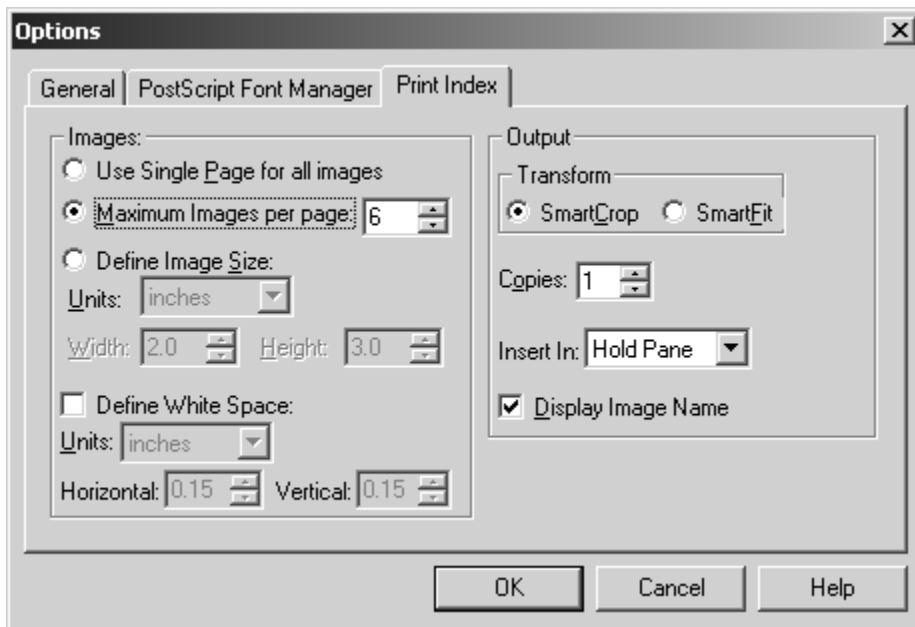 Options
General PostScript Font Manager Print Index
Images:
Use Single Page for all images
Maximum Images per page: 6
Define Image Size:
Units: inches
Width: 2.0 Height: 3.0
Define White Space:
Units: inches
Horizontal: 0.15 Vertical: 0.15
Output
Transform
SmartCrop SmartFit
Copies: 1
Insert In: Hold Pane
Display Image Name
OK Cancel Help